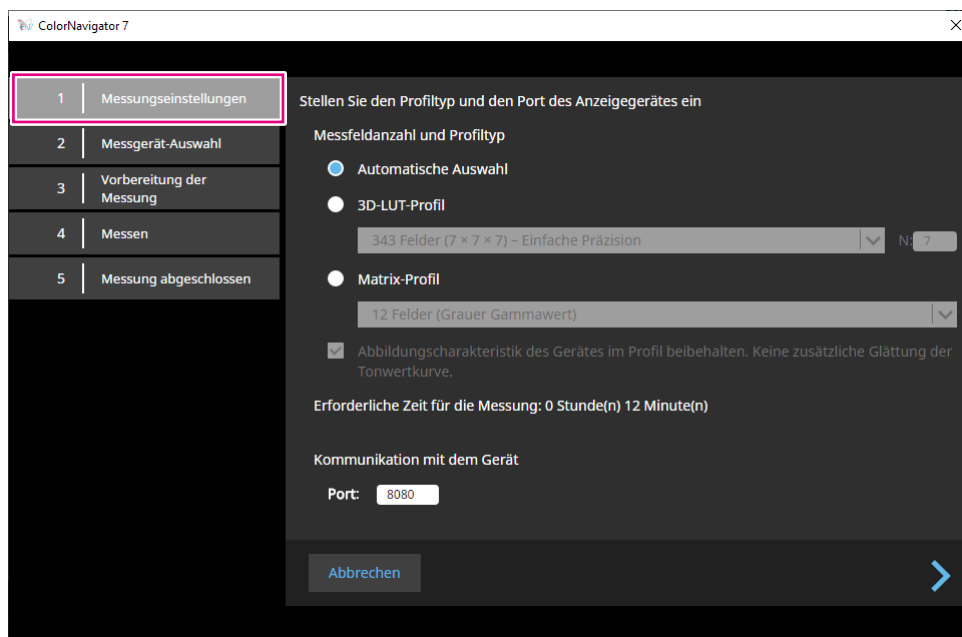 ColorNavigator 7
1 Messungseinstellungen
2 Messgerät-Auswahl
3 Vorbereitung der
Messung
4 Messen
5 Messung abgeschlossen
Stellen Sie den Profiltyp und den Port des Anzeigegerätes ein
Messfeldanzahl und Profiltyp
Automatische Auswahl
3D-LUT-Profil
343 Felder (7 × 7 × 7) – Einfache Präzision N: 7
Matrix-Profil
12 Felder (Grauer Gammawert)
Abbildungscharakteristik des Gerätes im Profil beibehalten. Keine zusätzliche Glättung der
Tonwertkurve.
Erforderliche Zeit für die Messung: 0 Stunde(n) 12 Minute(n)
Kommunikation mit dem Gerät
Port: 8080
Abbrechen